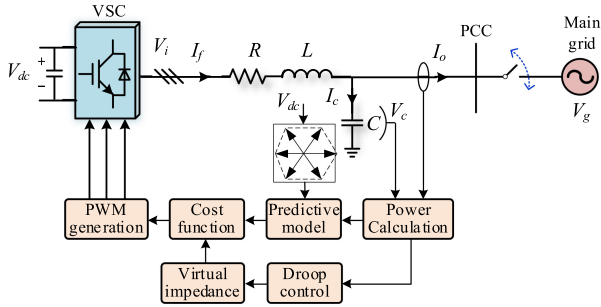 VSC
PCC
Main
grid
V_i
I_f
R
L
I_o
V_dc
+
−
I_c
V_c
C
V_g
V_dc
PWM
generation
Cost
function
Predictive
model
Power
Calculation
Virtual
impedance
Droop
control